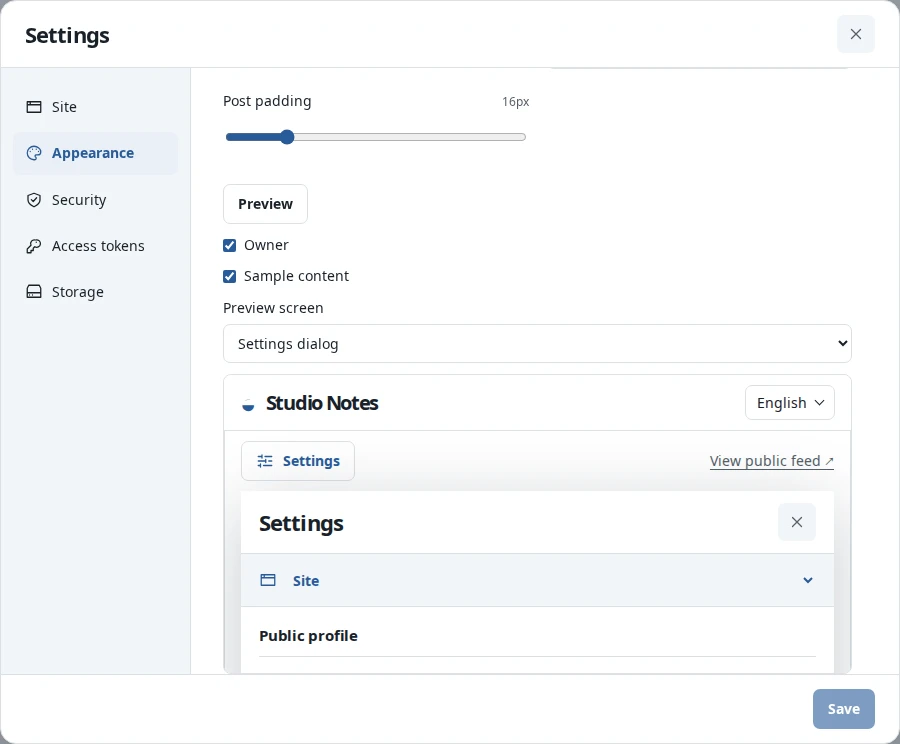 Settings
Site
Appearance
Security
Access tokens
Storage
Post padding 16px
Preview
Owner
Sample content
Preview screen
Settings dialog
Studio Notes English
Settings View public feed ↗
Settings
Site
Public profile
Save